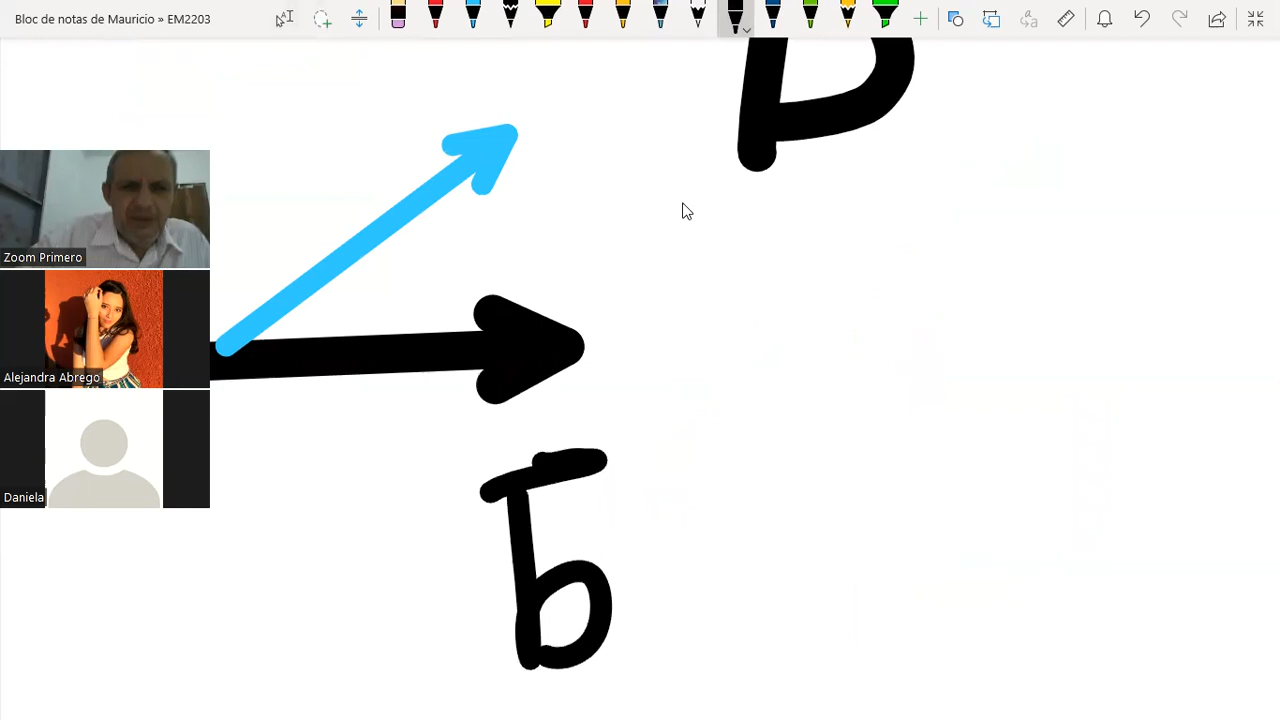 Bloc de notas de Mauricio » EM2203
Zoom Primero
Alejandra Abrego
Daniela
b